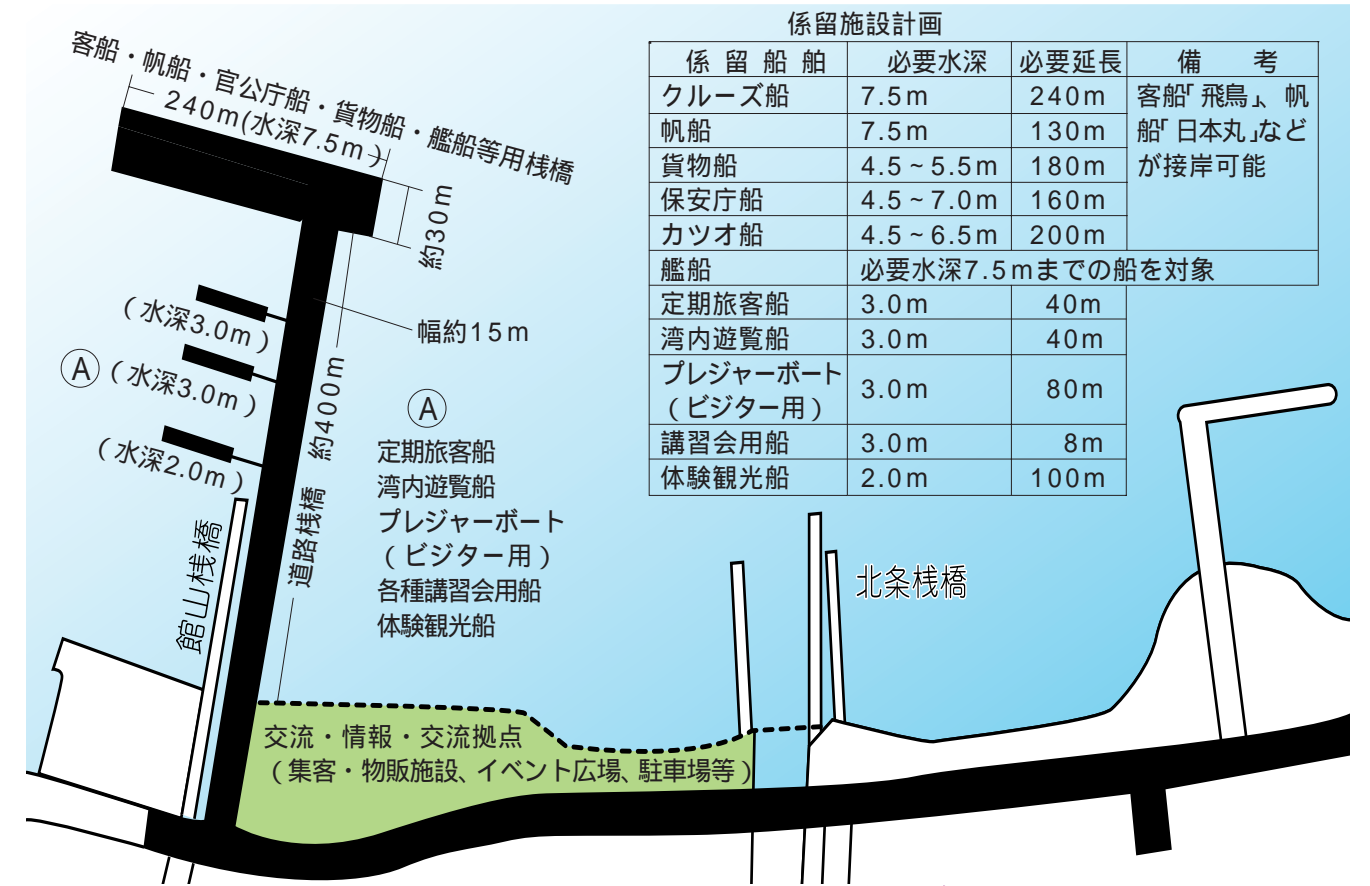 係留施設計画
係留船舶 必要水深 必要延長 備考
クルーズ船 7.5m 240m 客船「飛鳥」、帆
帆船 7.5m 130m 船「日本丸」など
貨物船 4.5~5.5m 180m が接岸可能
保安庁船 4.5~7.0m 160m
カツオ船 4.5~6.5m 200m
艦船 必要水深7.5mまでの船を対象
定期旅客船 3.0m 40m
湾内遊覧船 3.0m 40m
プレジャーボート
(ビジター用) 3.0m 80m
講習会用船 3.0m 8m
体験観光船 2.0m 100m
客船・帆船・官公庁船・貨物船・艦船等用桟橋
240m(水深7.5m)
約30m
(水深3.0m)
幅約15m
Ⓐ(水深3.0m)
(水深2.0m)
道路桟橋 約400m
館山桟橋
Ⓐ
定期旅客船
湾内遊覧船
プレジャーボート
(ビジター用)
各種講習会用船
体験観光船
北条桟橋
交流・情報・交流拠点
(集客・物販施設、イベント広場、駐車場等)